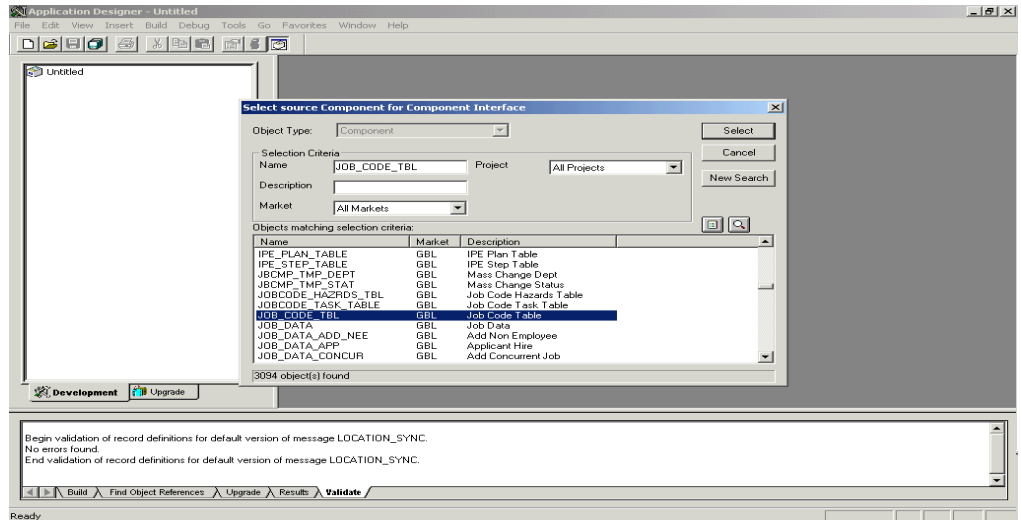 Application Designer - Untitled
File Edit View Insert Build Debug Tools Go Favorites Window Help
Untitled
Select source Component for Component Interface
Object Type: Component
Select
Selection Criteria
Cancel
Name JOB_CODE_TBL Project All Projects
New Search
Description
Market All Markets
Objects matching selection criteria:
Name Market Description
IPE_PLAN_TABLE GBL IPE Plan Table
IPE_STEP_TABLE GBL IPE Step Table
JBCMP_TMP_DEPT GBL Mass Change Dept
JBCMP_TMP_STAT GBL Mass Change Status
JOBCODE_HAZRDS_TBL GBL Job Code Hazards Table
JOBCODE_TASK_TABLE GBL Job Code Task Table
JOB_CODE_TBL GBL Job Code Table
JOB_DATA GBL Job Data
JOB_DATA_ADD_NEE GBL Add Non Employee
JOB_DATA_APP GBL Applicant Hire
JOB_DATA_CONCUR GBL Add Concurrent Job
3094 object(s) found
Development Upgrade
Begin validation of record definitions for default version of message LOCATION_SYNC.
No errors found.
End validation of record definitions for default version of message LOCATION_SYNC.
Build Find Object References Upgrade Results Validate
Ready